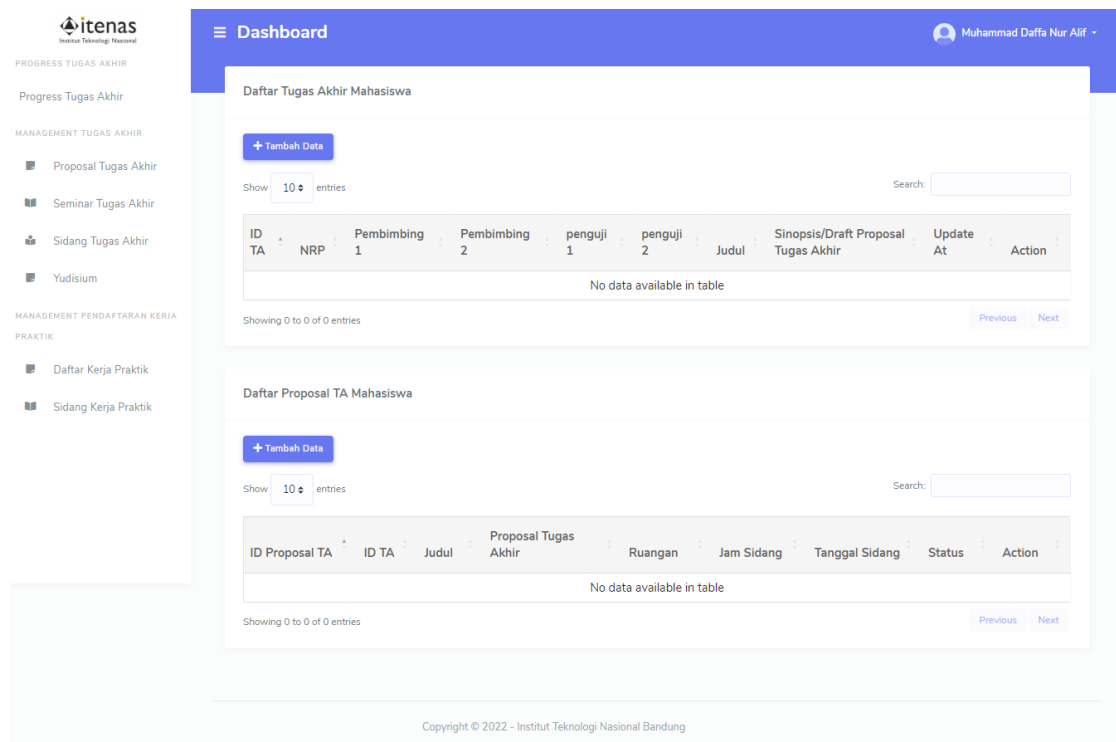 itenas
Institut Teknologi Nasional
PROGRESS TUGAS AKHIR
Progress Tugas Akhir
MANAGEMENT TUGAS AKHIR
Proposal Tugas Akhir
Seminar Tugas Akhir
Sidang Tugas Akhir
Yudisium
MANAGEMENT PENDAFTARAN KERJA
PRAKTIK
Daftar Kerja Praktik
Sidang Kerja Praktik
Dashboard
Muhammad Daffa Nur Alif
Daftar Tugas Akhir Mahasiswa
+ Tambah Data
Show 10 entries
Search:
ID TA NRP Pembimbing 1 Pembimbing 2 penguji 1 penguji 2 Judul Sinopsis/Draft Proposal Tugas Akhir Update At Action
No data available in table
Showing 0 to 0 of 0 entries
Previous Next
Daftar Proposal TA Mahasiswa
+ Tambah Data
Show 10 entries
Search:
ID Proposal TA ID TA Judul Proposal Tugas Akhir Ruangan Jam Sidang Tanggal Sidang Status Action
No data available in table
Showing 0 to 0 of 0 entries
Previous Next
Copyright © 2022 - Institut Teknologi Nasional Bandung